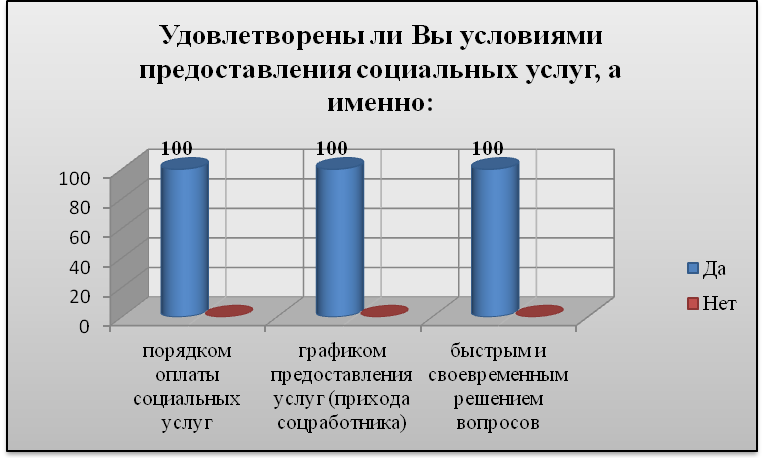 Удовлетворены ли Вы условиями
предоставления социальных услуг, а
именно:
100
100
100
100
80
60
40
20
0
Да
Нет
порядком
оплаты
социальных
услуг
графиком
предоставления
услуг (прихода
соцработника)
быстрым и
своевременным
решением
вопросов